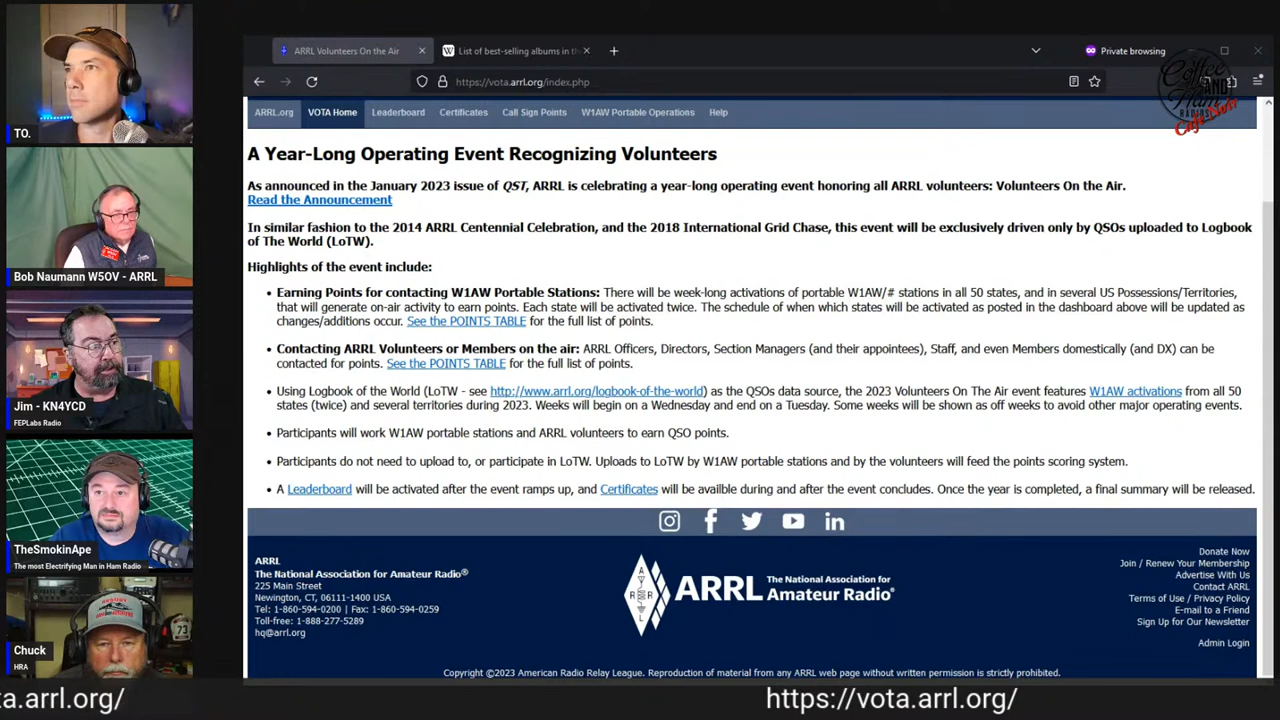 TO.
Bob Naumann W5OV - ARRL
Jim - KN4YCD
FEPLabs Radio
TheSmokinApe
The most Electrifying Man in Ham Radio
Chuck
HRA
73
ARRL Volunteers On the Air
W
List of best-selling albums in th
Private browsing
https://vota.arrl.org/index.php
Coffee
AND
Ham
RADIOS
Café Noir
ARRL.org VOTA Home Leaderboard Certificates Call Sign Points W1AW Portable Operations Help
A Year-Long Operating Event Recognizing Volunteers
As announced in the January 2023 issue of QST, ARRL is celebrating a year-long operating event honoring all ARRL volunteers: Volunteers On the Air.
Read the Announcement
In similar fashion to the 2014 ARRL Centennial Celebration, and the 2018 International Grid Chase, this event will be exclusively driven only by QSOs uploaded to Logbook
of The World (LoTW).
Highlights of the event include:
• Earning Points for contacting W1AW Portable Stations: There will be week-long activations of portable W1AW/# stations in all 50 states, and in several US Possessions/Territories,
that will generate on-air activity to earn points. Each state will be activated twice. The schedule of when which states will be activated as posted in the dashboard above will be updated as
changes/additions occur. See the POINTS TABLE for the full list of points.
• Contacting ARRL Volunteers or Members on the air: ARRL Officers, Directors, Section Managers (and their appointees), Staff, and even Members domestically (and DX) can be
contacted for points. See the POINTS TABLE for the full list of points.
• Using Logbook of the World (LoTW - see http://www.arrl.org/logbook-of-the-world) as the QSOs data source, the 2023 Volunteers On The Air event features W1AW activations from all 50
states (twice) and several territories during 2023. Weeks will begin on a Wednesday and end on a Tuesday. Some weeks will be shown as off weeks to avoid other major operating events.
• Participants will work W1AW portable stations and ARRL volunteers to earn QSO points.
• Participants do not need to upload to, or participate in LoTW. Uploads to LoTW by W1AW portable stations and by the volunteers will feed the points scoring system.
• A Leaderboard will be activated after the event ramps up, and Certificates will be availble during and after the event concludes. Once the year is completed, a final summary will be released.
ARRL
The National Association for Amateur Radio®
225 Main Street
Newington, CT, 06111-1400 USA
Tel: 1-860-594-0200 | Fax: 1-860-594-0259
Toll-free: 1-888-277-5289
hq@arrl.org
A
R R
L
ARRL The National Association for
Amateur Radio®
Donate Now
Join / Renew Your Membership
Advertise With Us
Contact ARRL
Terms of Use / Privacy Policy
E-mail to a Friend
Sign Up for Our Newsletter
Admin Login
Copyright ©2023 American Radio Relay League. Reproduction of material from any ARRL web page without written permission is strictly prohibited.
ta.arrl.org/
https://vota.arrl.org/